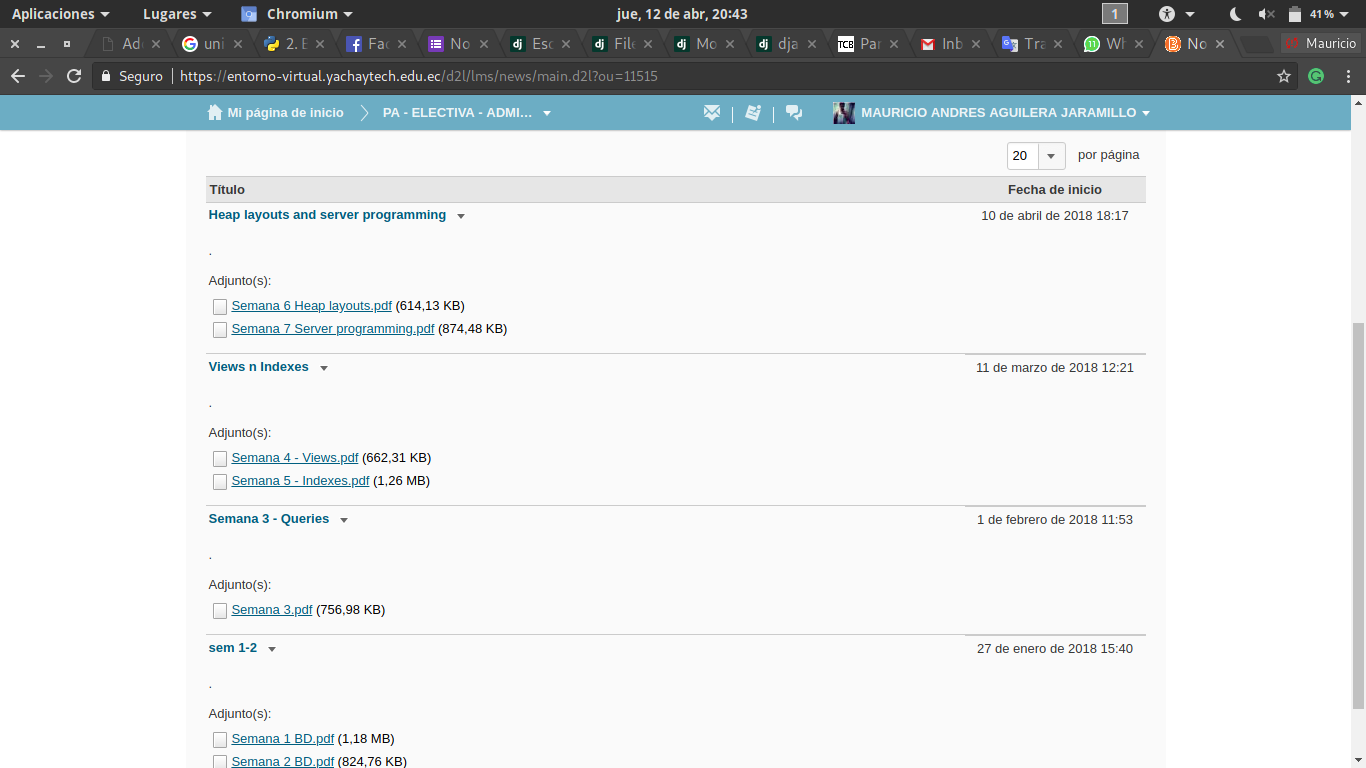 Aplicaciones Lugares Chromium jue, 12 de abr, 20:43 1 41 %
Ad uni 2. E Fac No Esc File Mo dja TCB Par Inb Tra 11 Wh No Mauricio
Seguro https://entorno-virtual.yachaytech.edu.ec/d2l/lms/news/main.d2l?ou=11515
Mi página de inicio PA - ELECTIVA - ADMI... MAURICIO ANDRES AGUILERA JARAMILLO
20 por página
Título Fecha de inicio
Heap layouts and server programming 10 de abril de 2018 18:17
.
Adjunto(s):
Semana 6 Heap layouts.pdf (614,13 KB)
Semana 7 Server programming.pdf (874,48 KB)
Views n Indexes 11 de marzo de 2018 12:21
.
Adjunto(s):
Semana 4 - Views.pdf (662,31 KB)
Semana 5 - Indexes.pdf (1,26 MB)
Semana 3 - Queries 1 de febrero de 2018 11:53
.
Adjunto(s):
Semana 3.pdf (756,98 KB)
sem 1-2 27 de enero de 2018 15:40
.
Adjunto(s):
Semana 1 BD.pdf (1,18 MB)
Semana 2 BD.pdf (824,76 KB)